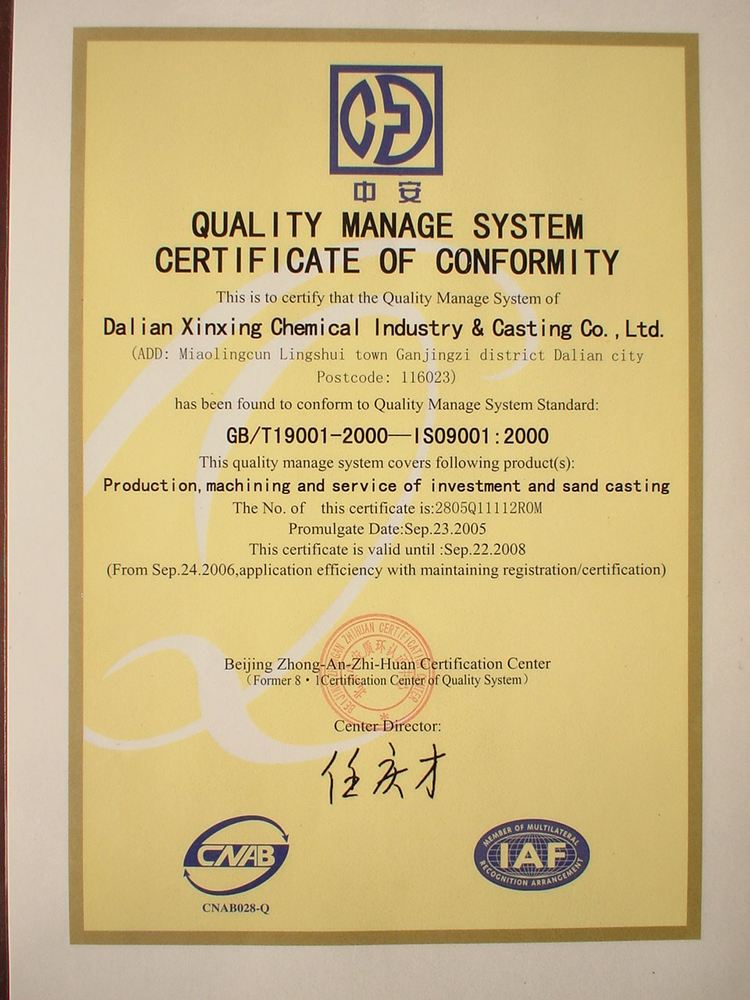 中安
QUALITY MANAGE SYSTEM
CERTIFICATE OF CONFORMITY
This is to certify that the Quality Manage System of
Dalian Xinxing Chemical Industry & Casting Co.,Ltd.
(ADD: Miaolingcun Lingshui town Ganjingzi district Dalian city
Postcode: 116023)
has been found to conform to Quality Manage System Standard:
GB/T19001-2000—ISO9001:2000
This quality manage system covers following product(s):
Production,machining and service of investment and sand casting
The No. of this certificate is:2805Q11112R0M
Promulgate Date:Sep.23.2005
This certificate is valid until :Sep.22.2008
(From Sep.24.2006,application efficiency with maintaining registration/certification)
Beijing Zhong-An-Zhi-Huan Certification Center
(Former 8·1Certification Center of Quality System)
Center Director:
任庆才
CNAB
CNAB028-Q
MEMBER OF MULTILATERAL
IAF
RECOGNITION ARRANGEMENT